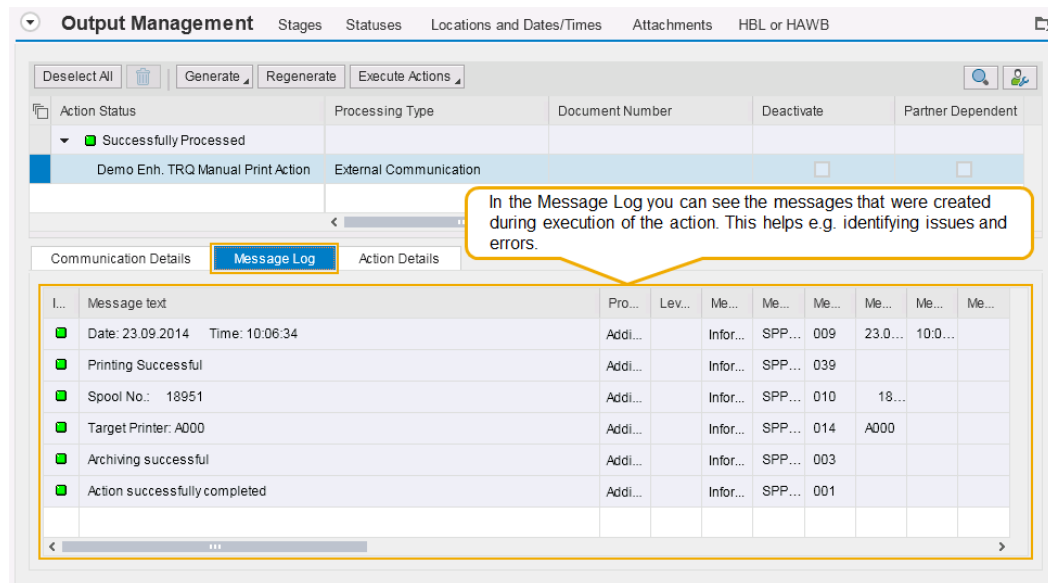 Output Management Stages Statuses Locations and Dates/Times Attachments HBL or HAWB
Deselect All Generate Regenerate Execute Actions
Action Status Processing Type Document Number Deactivate Partner Dependent
Successfully Processed
Demo Enh. TRQ Manual Print Action External Communication
In the Message Log you can see the messages that were created
during execution of the action. This helps e.g. identifying issues and
errors.
Communication Details Message Log Action Details
I... Message text Pro... Lev... Me... Me... Me... Me... Me... Me...
Date: 23.09.2014 Time: 10:06:34 Addi... Infor... SPP... 009 23.0... 10:0...
Printing Successful Addi... Infor... SPP... 039
Spool No.: 18951 Addi... Infor... SPP... 010 18...
Target Printer: A000 Addi... Infor... SPP... 014 A000
Archiving successful Addi... Infor... SPP... 003
Action successfully completed Addi... Infor... SPP... 001